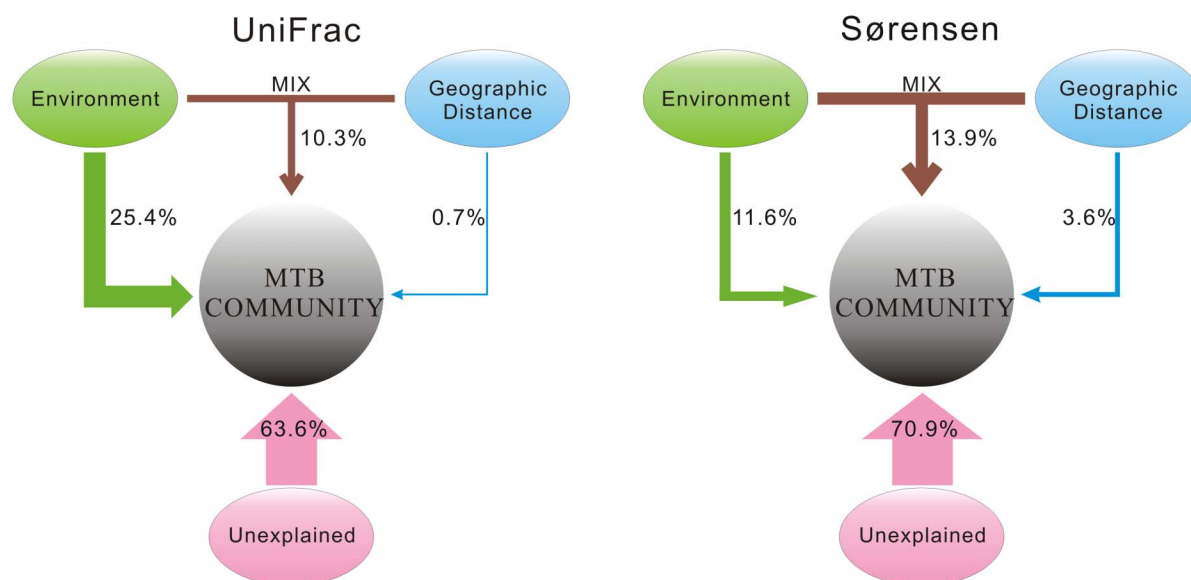 UniFrac
Environment
MIX
Geographic
Distance
10.3%
25.4%
0.7%
MTB
COMMUNITY
63.6%
Unexplained
Sørensen
Environment
MIX
Geographic
Distance
13.9%
11.6%
3.6%
MTB
COMMUNITY
70.9%
Unexplained